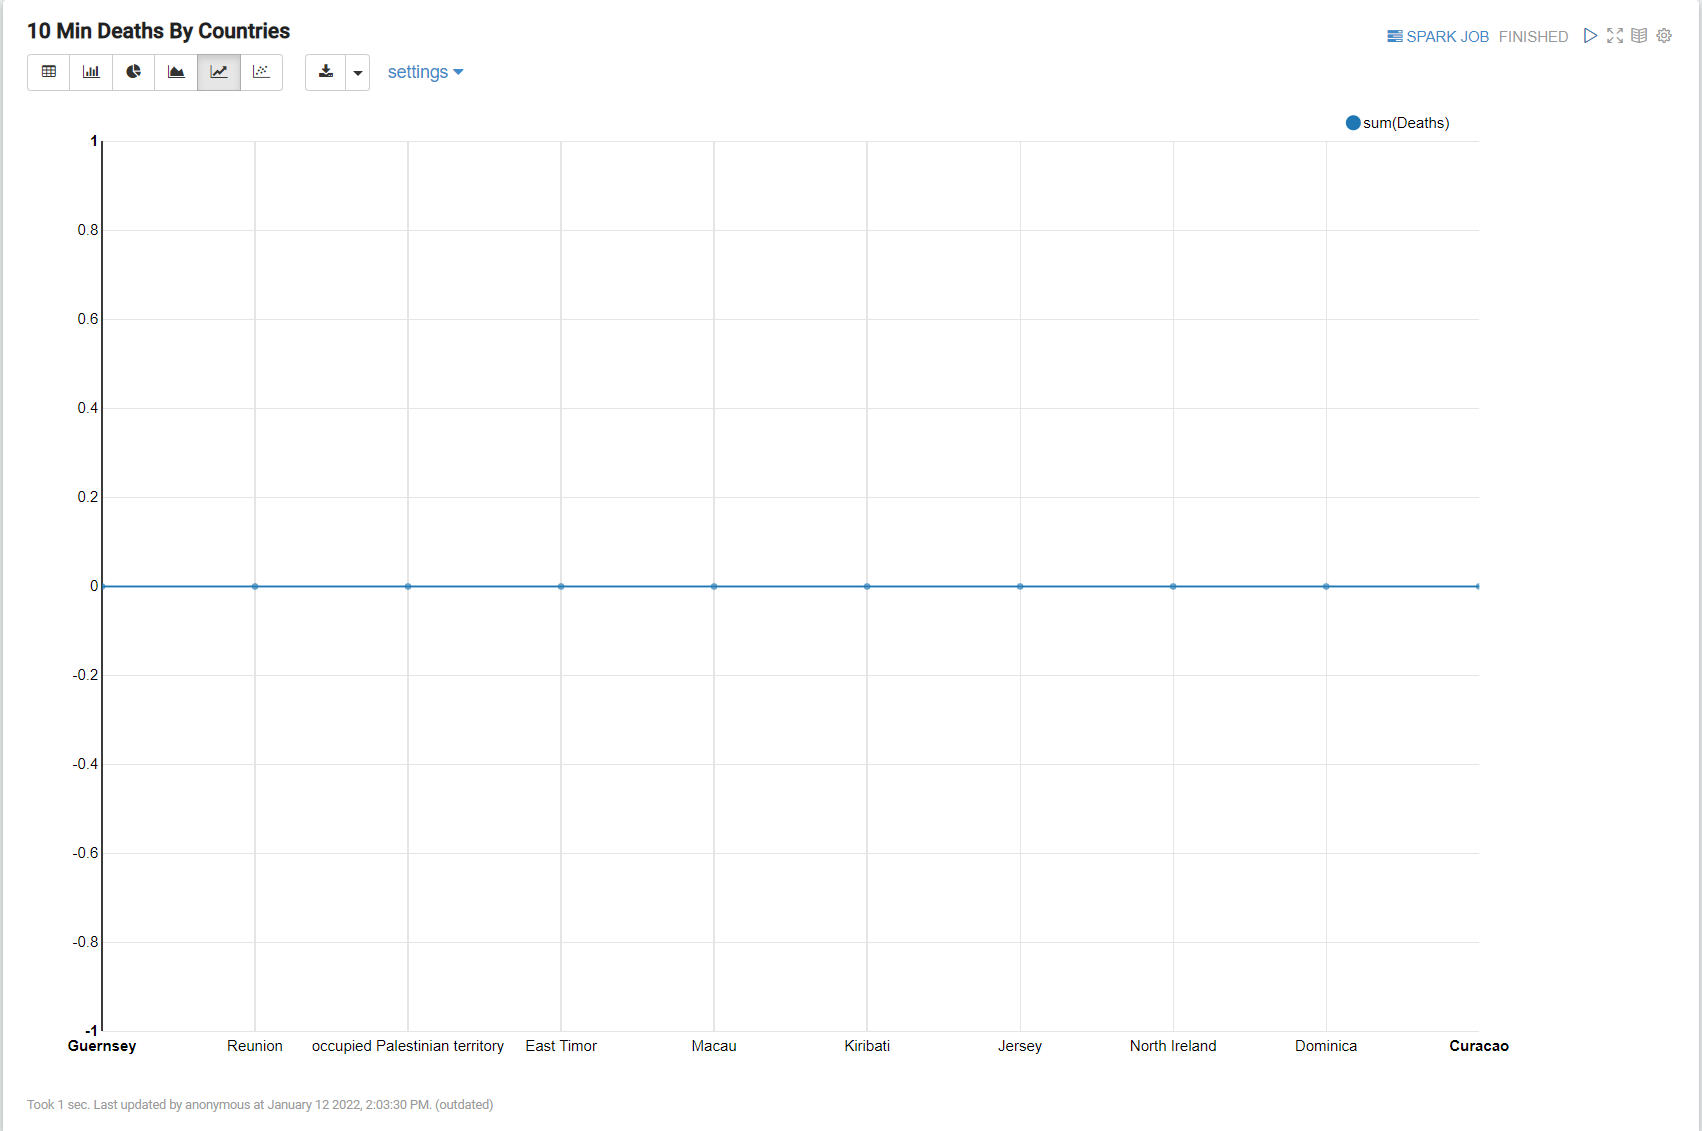 10 Min Deaths By Countries
SPARK JOB FINISHED
settings
sum(Deaths)
1
0.8
0.6
0.4
0.2
0
-0.2
-0.4
-0.6
-0.8
-1
Guernsey Reunion occupied Palestinian territory East Timor Macau Kiribati Jersey North Ireland Dominica Curacao
Took 1 sec. Last updated by anonymous at January 12 2022, 2:03:30 PM. (outdated)